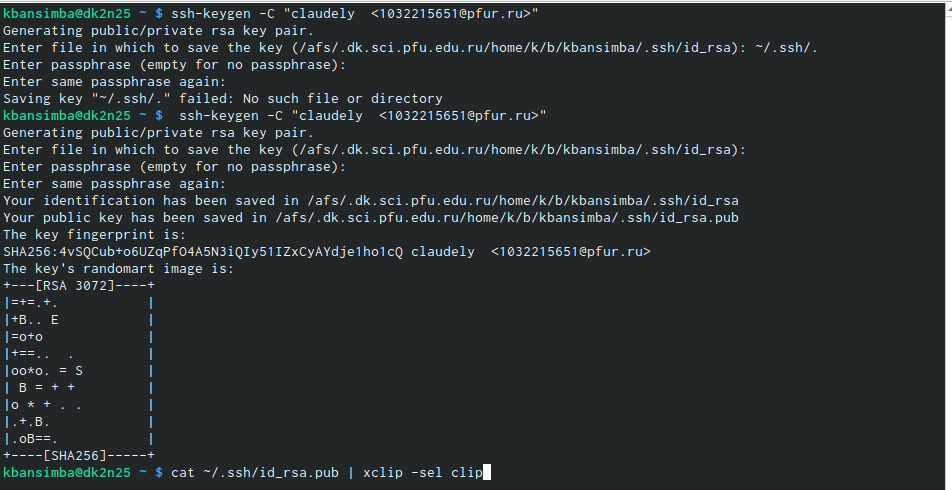 kbansimba@dk2n25 ~ $ ssh-keygen -C "claudely  <1032215651@pfur.ru>"
Generating public/private rsa key pair.
Enter file in which to save the key (/afs/.dk.sci.pfu.edu.ru/home/k/b/kbansimba/.ssh/id_rsa): ~/.ssh/.
Enter passphrase (empty for no passphrase):
Enter same passphrase again:
Saving key "~/.ssh/." failed: No such file or directory
kbansimba@dk2n25 ~ $  ssh-keygen -C "claudely  <1032215651@pfur.ru>"
Generating public/private rsa key pair.
Enter file in which to save the key (/afs/.dk.sci.pfu.edu.ru/home/k/b/kbansimba/.ssh/id_rsa):
Enter passphrase (empty for no passphrase):
Enter same passphrase again:
Your identification has been saved in /afs/.dk.sci.pfu.edu.ru/home/k/b/kbansimba/.ssh/id_rsa
Your public key has been saved in /afs/.dk.sci.pfu.edu.ru/home/k/b/kbansimba/.ssh/id_rsa.pub
The key fingerprint is:
SHA256:4vSQCub+o6UZqPfO4A5N3iQIy51IZxCyAYdje1ho1cQ claudely  <1032215651@pfur.ru>
The key's randomart image is:
+---[RSA 3072]----+
|=+=.+.           |
|+B.. E           |
|=o+o             |
|+==..  .         |
|oo*o. = S        |
| B = + +         |
|o * + . .        |
|.+.B.            |
|.oB==.           |
+----[SHA256]-----+
kbansimba@dk2n25 ~ $ cat ~/.ssh/id_rsa.pub | xclip -sel clip